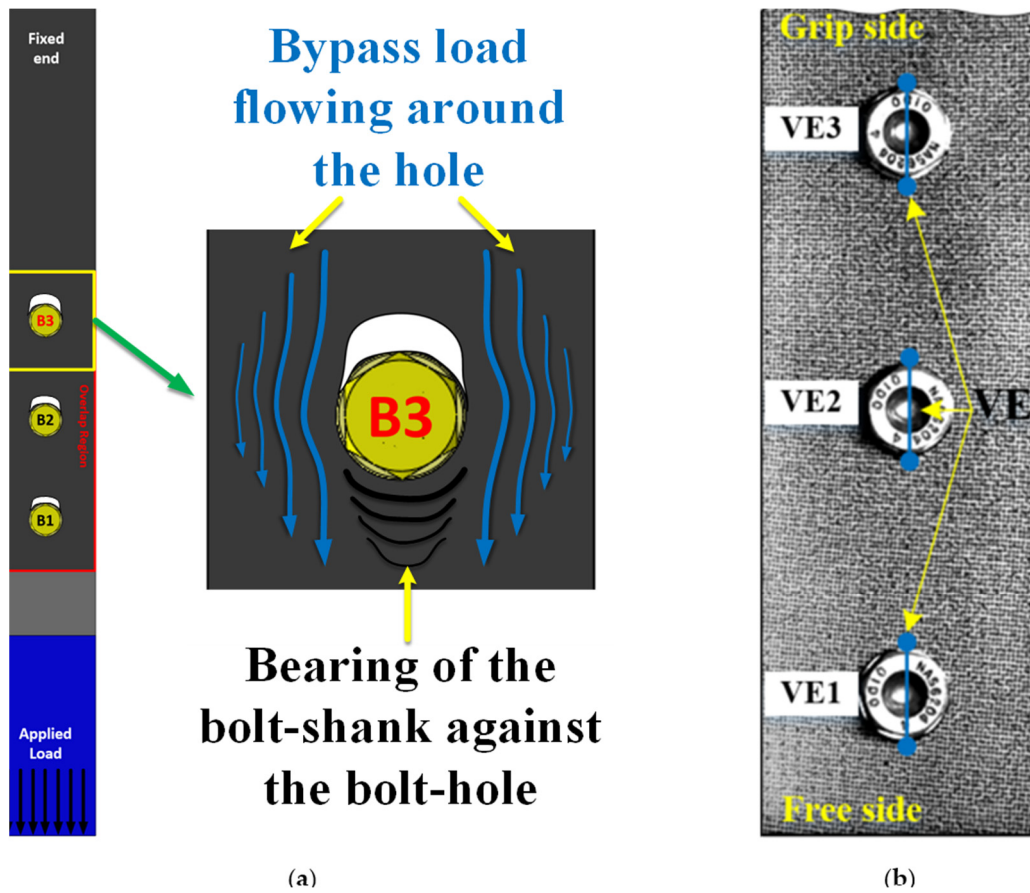 Fixed
end
B3
B2
B1
Overlap Region
Applied
Load
Bypass load
flowing around
the hole
B3
Bearing of the
bolt-shank against
the bolt-hole
(a)
Grip side
VE3
VE2
VE
VE1
Free side
(b)